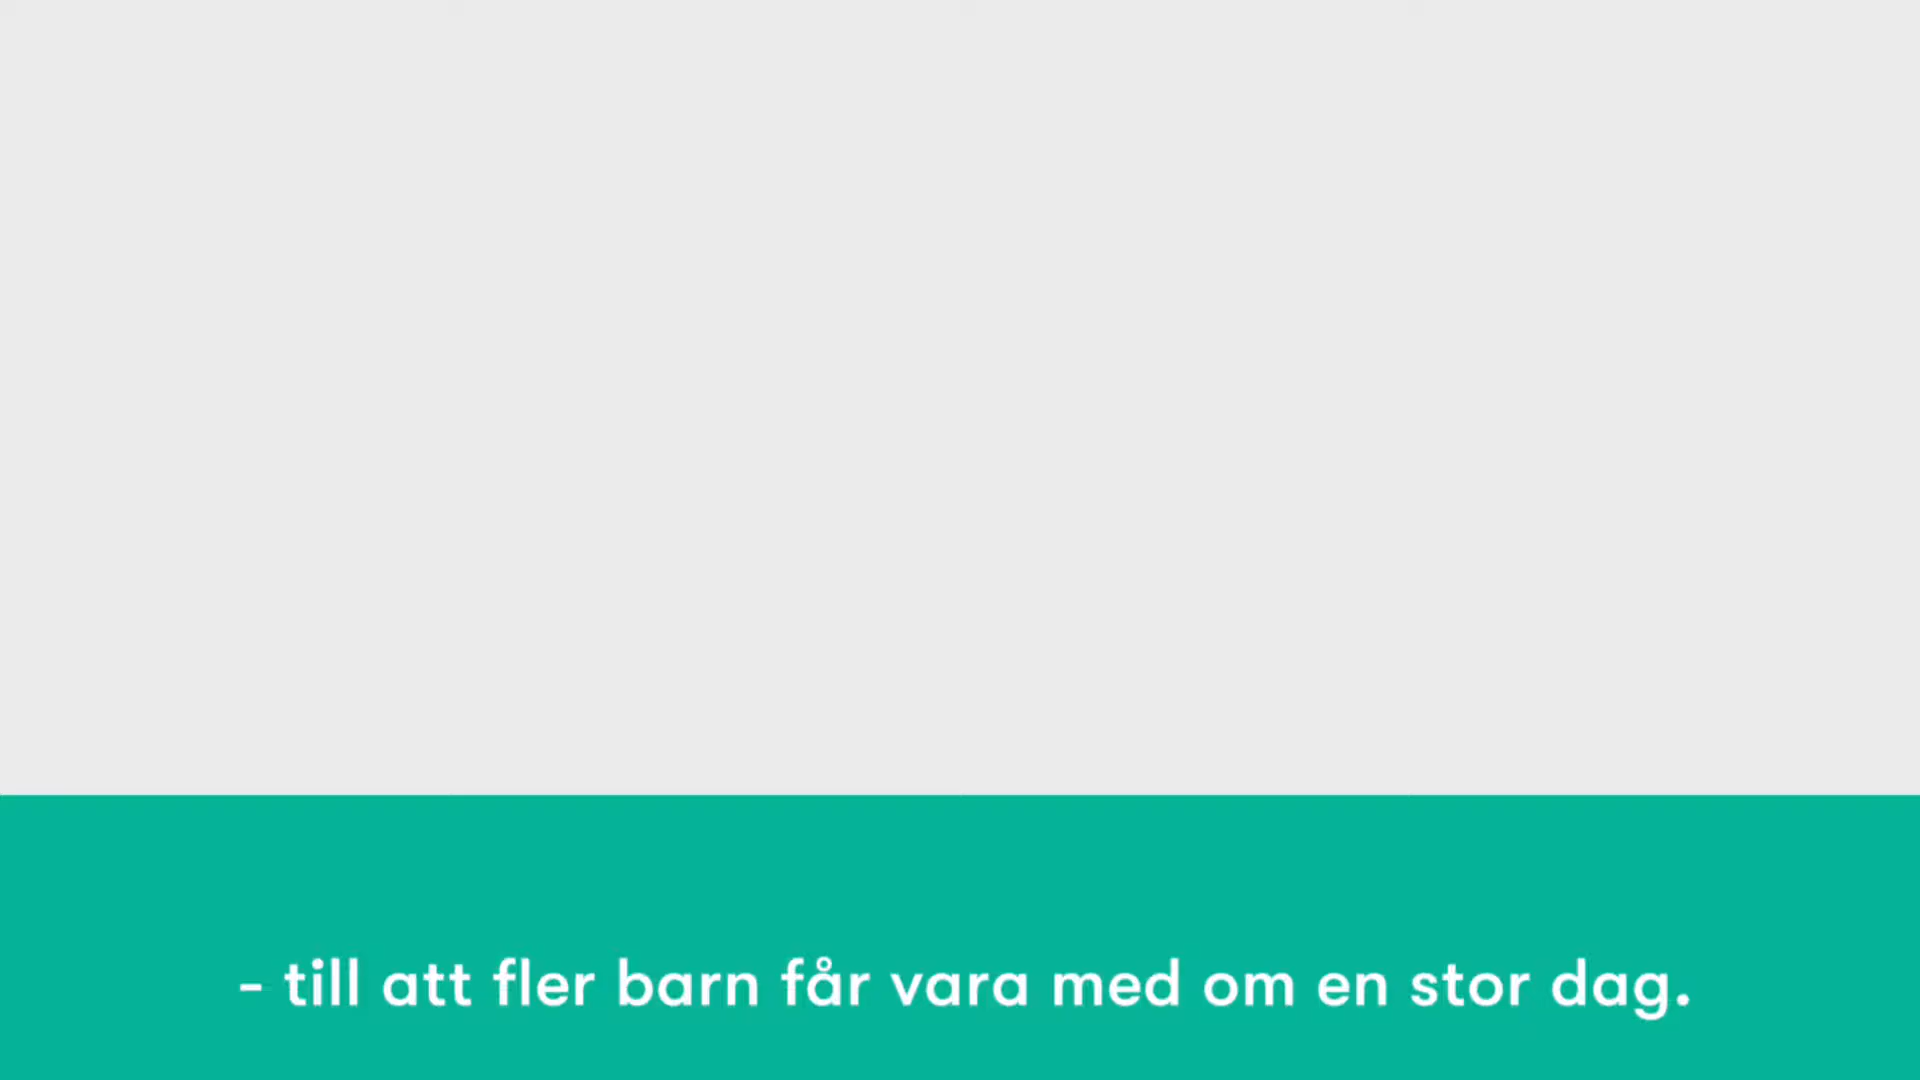 - till att fler barn får vara med om en stor dag.